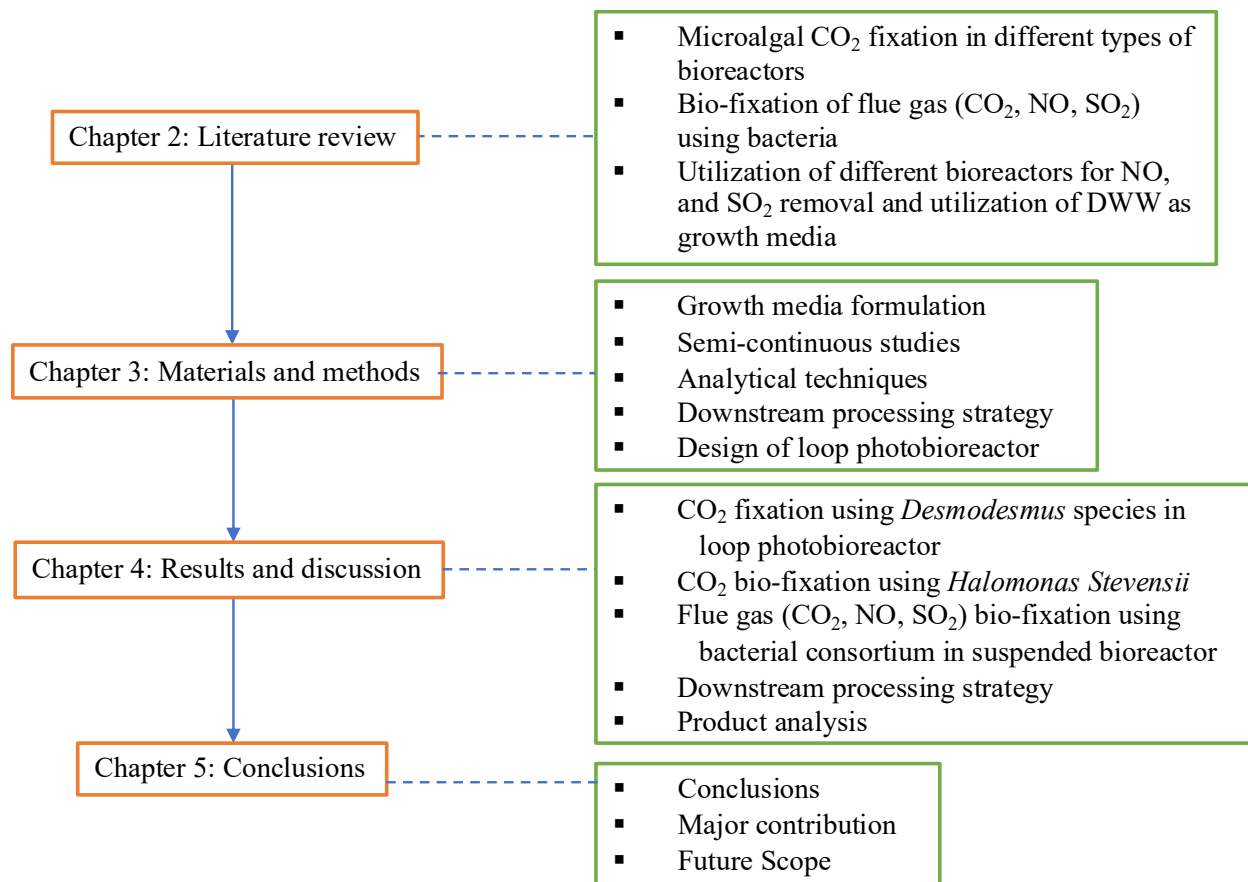 ▪ Microalgal CO₂ fixation in different types of
bioreactors
▪ Bio-fixation of flue gas (CO₂, NO, SO₂)
using bacteria
▪ Utilization of different bioreactors for NO,
and SO₂ removal and utilization of DWW as
growth media
Chapter 2: Literature review
▪ Growth media formulation
▪ Semi-continuous studies
▪ Analytical techniques
▪ Downstream processing strategy
▪ Design of loop photobioreactor
Chapter 3: Materials and methods
▪ CO₂ fixation using Desmodesmus species in
loop photobioreactor
▪ CO₂ bio-fixation using Halomonas Stevensii
▪ Flue gas (CO₂, NO, SO₂) bio-fixation using
bacterial consortium in suspended bioreactor
▪ Downstream processing strategy
▪ Product analysis
Chapter 4: Results and discussion
Chapter 5: Conclusions
▪ Conclusions
▪ Major contribution
▪ Future Scope